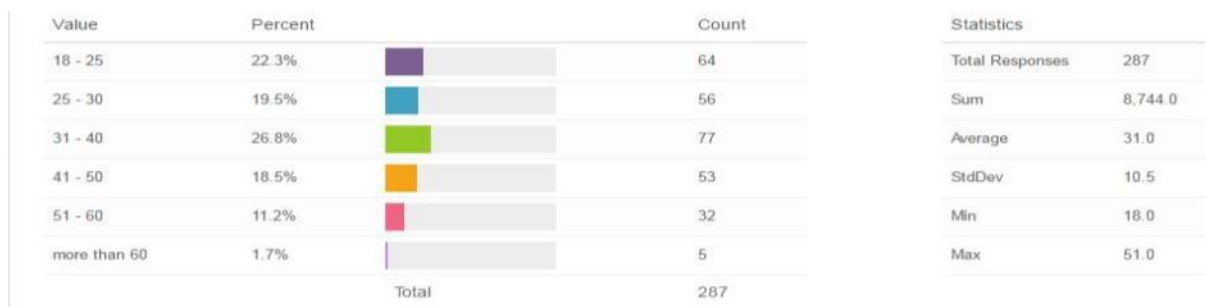 Value Percent Count Statistics
18 - 25 22.3% 64 Total Responses 287
25 - 30 19.5% 56 Sum 8,744.0
31 - 40 26.8% 77 Average 31.0
41 - 50 18.5% 53 StdDev 10.5
51 - 60 11.2% 32 Min 18.0
more than 60 1.7% 5 Max 51.0
Total 287